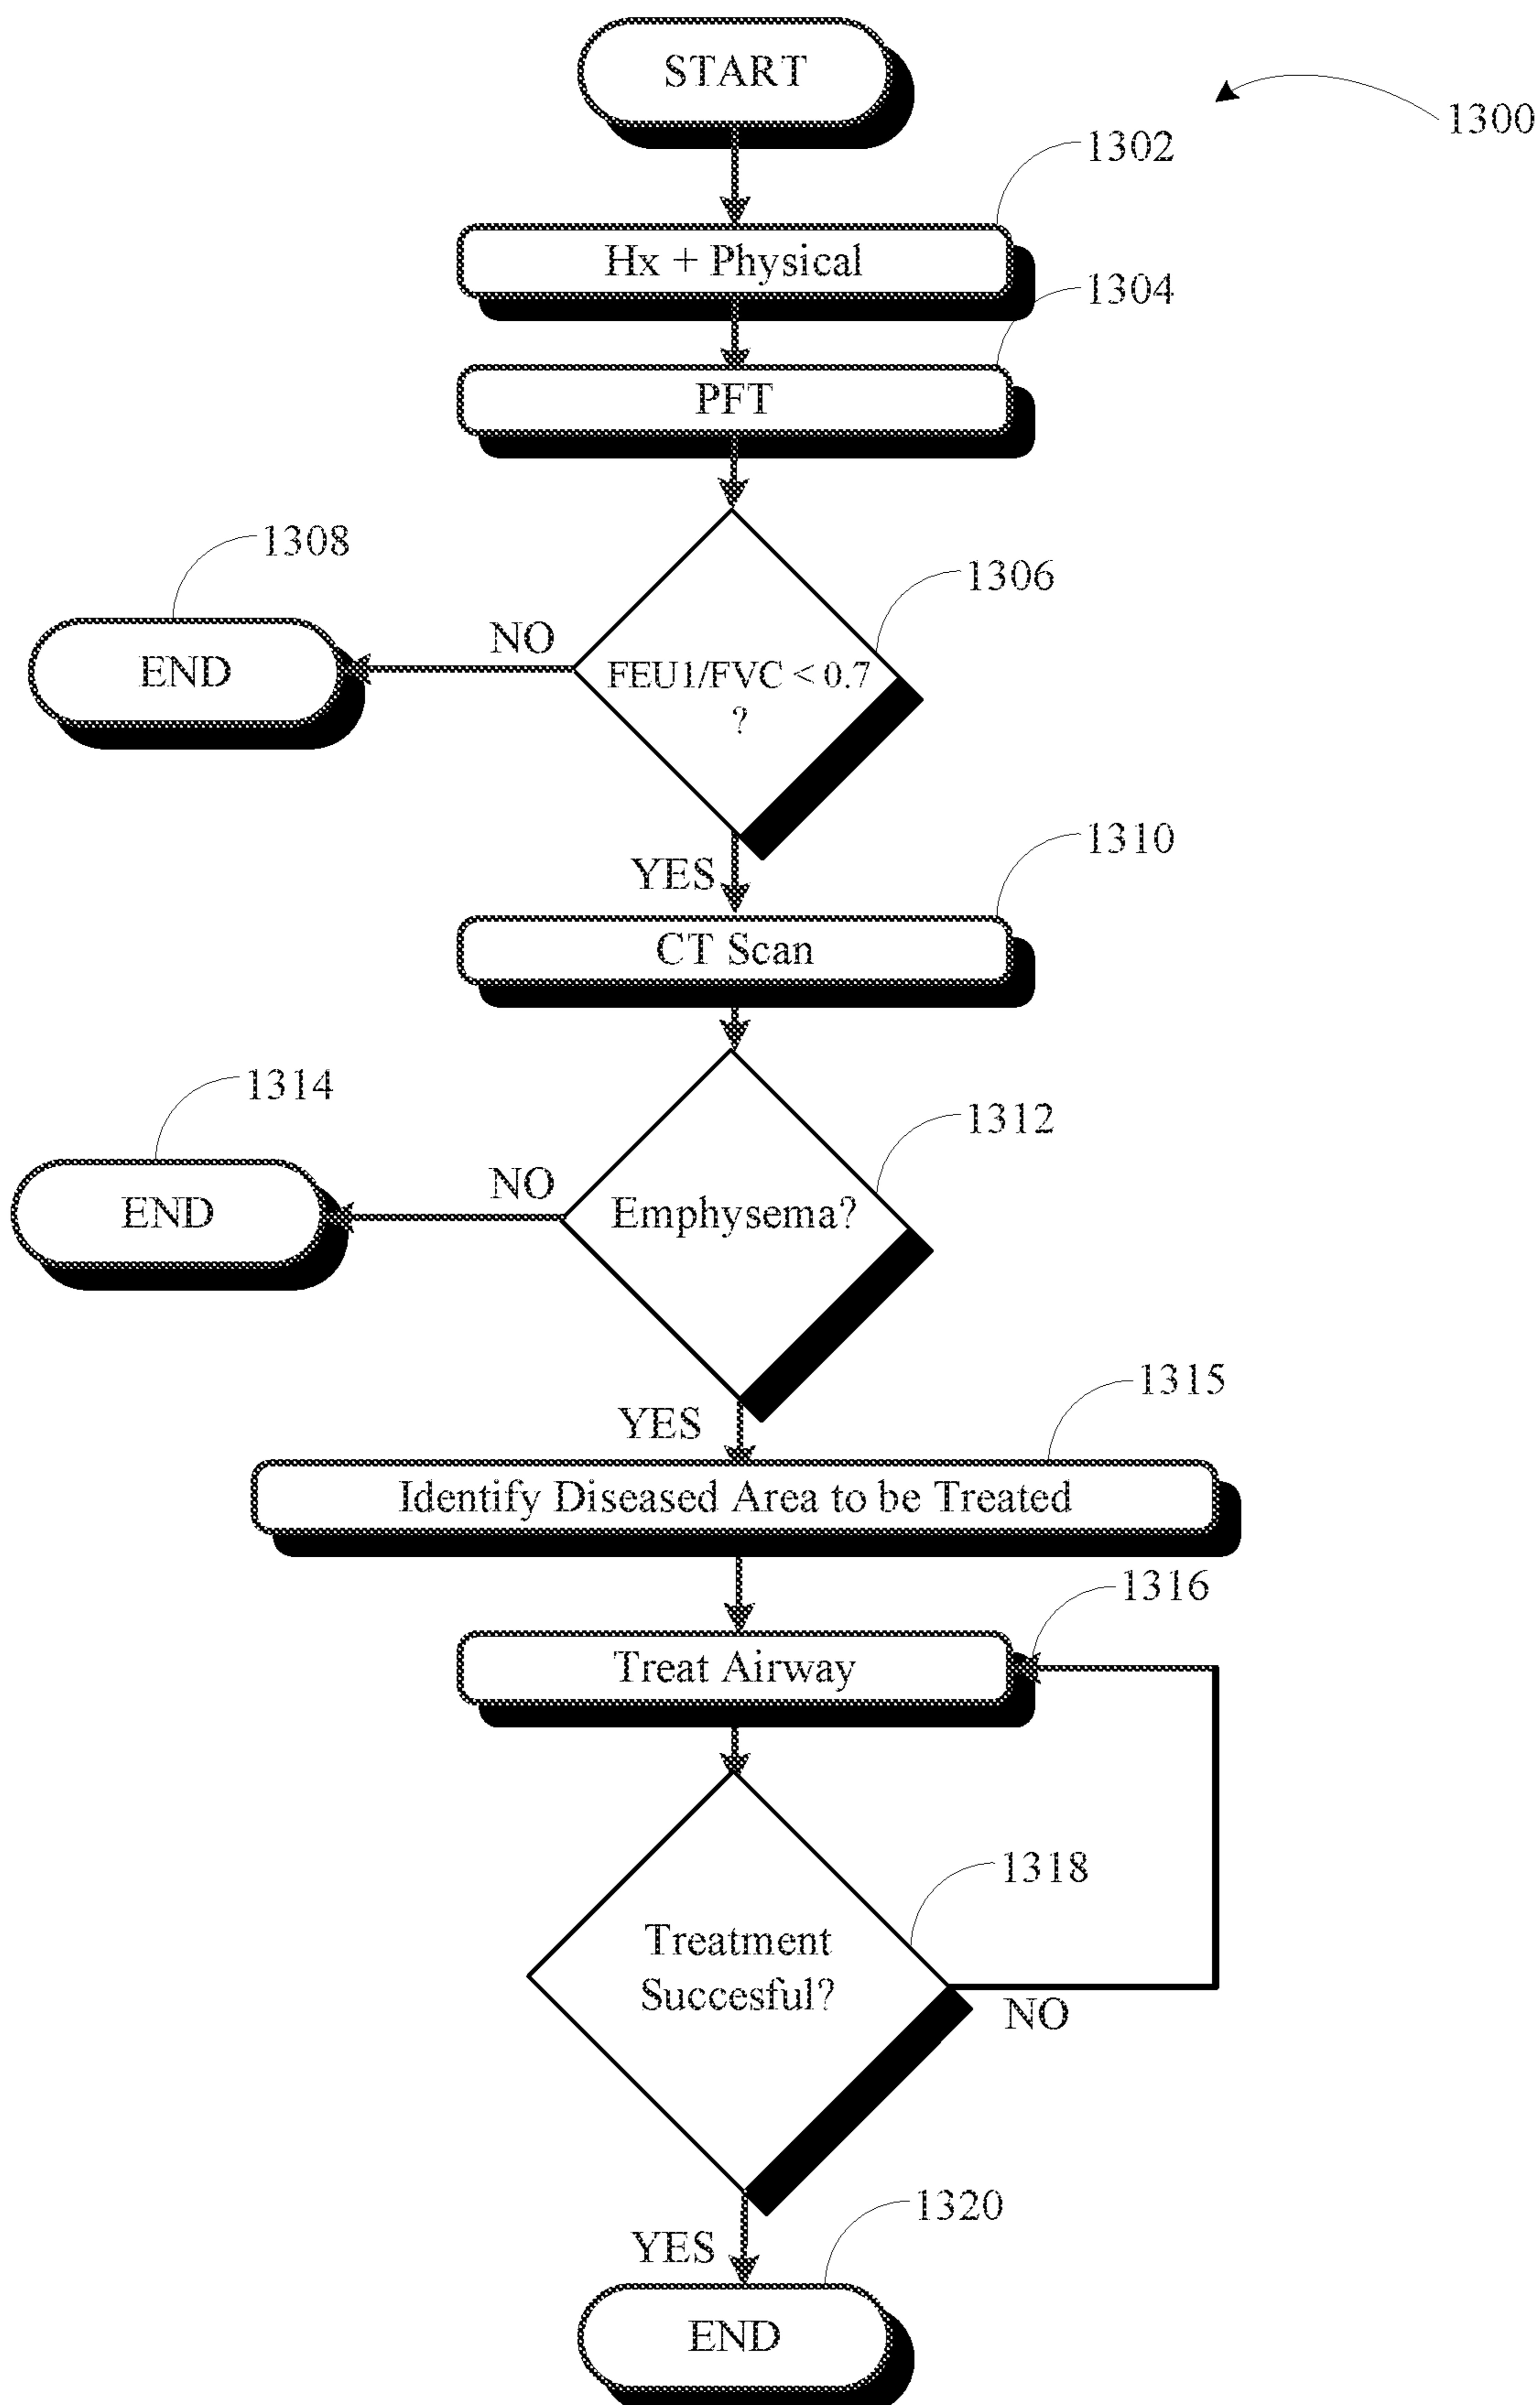 START
1300
1302
Hx + Physical
1304
PFT
1308
1306
NO
END
FEU1/FVC < 0.7
?
1310
YES
CT Scan
1314
1312
NO
END
Emphysema?
1315
YES
Identify Diseased Area to be Treated
1316
Treat Airway
1318
Treatment
Succesful?
NO
1320
YES
END